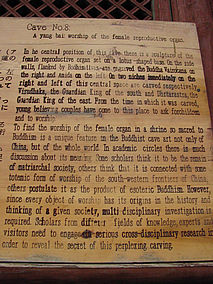 Cave No.8:
A yang bai worship of the female reproductive organ.
In he central position of this cave, there is a sculpture of the
female reproductive organ set on a lotus-shaped base. On the side
walls, flanked by Bodhisattvas are engraved the Buddha Vairocana on
the right and Amida on the left. On two niches immediately on the
right and left of this central space are carved respectively
Virudhaka, the Guardian King of the south and Dhrtarastra, the
Guardian King of the east. From the time in which it was carved,
young believing couples have come to this place to ask for children
and to worship.
To find the worship of the female organ in a shrine so sacred to
Buddhism is a unique feature in the Buddhist cave art not only of
China, but of the whole world. In academic circles there is much
discussion about its meaning. Some scholars think it to be the remain
of matriarchal society, others think that it is connected with some
totemic form of worship of the south-western frontiers of China,
others postulate it as the product of esoteric Buddhism. However,
since every object of worship has its origins in the history and
thinking of a given society, multi disciplinary investigation is
required. Scholars from different fields of knowledge, experts and
visitors need to engage in serious cross-disciplinary research in
order to reveal the secret of this perplexing carving.